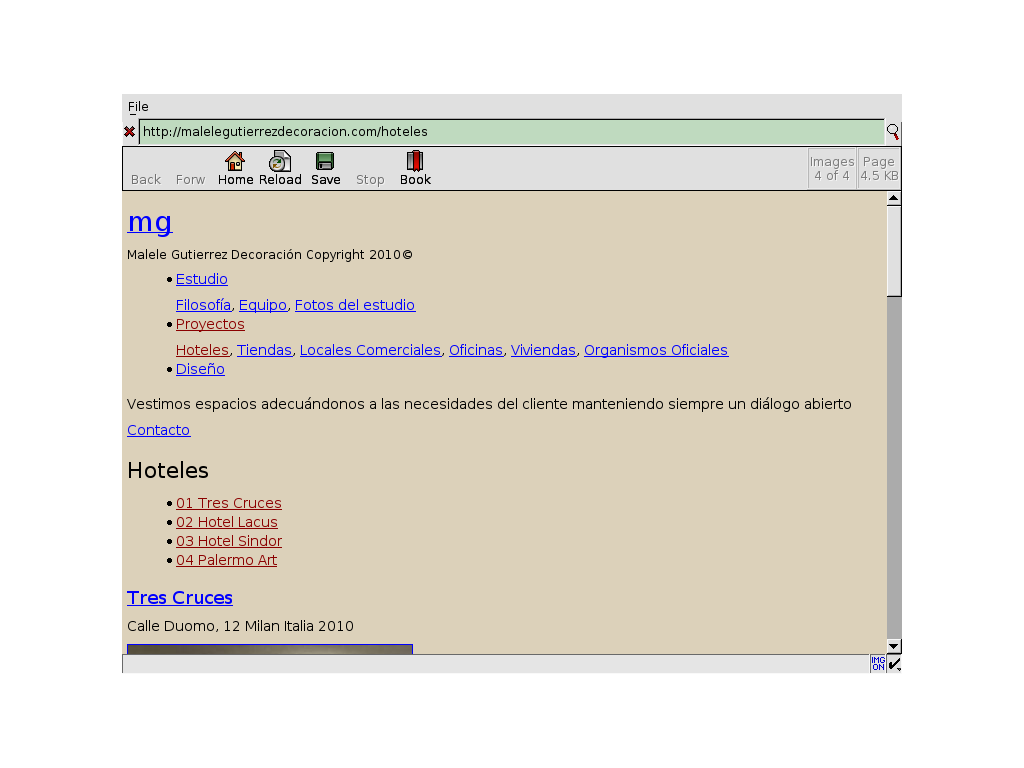 File
http://malelegutierrezdecoracion.com/hoteles
Back Forw Home Reload Save Stop Book
Images 4 of 4
Page 4.5 KB
mg
Malele Gutierrez Decoración Copyright 2010©
Estudio
Filosofía, Equipo, Fotos del estudio
Proyectos
Hoteles, Tiendas, Locales Comerciales, Oficinas, Viviendas, Organismos Oficiales
Diseño
Vestimos espacios adecuándonos a las necesidades del cliente manteniendo siempre un diálogo abierto
Contacto
Hoteles
01 Tres Cruces
02 Hotel Lacus
03 Hotel Sindor
04 Palermo Art
Tres Cruces
Calle Duomo, 12 Milan Italia 2010
IMG ON